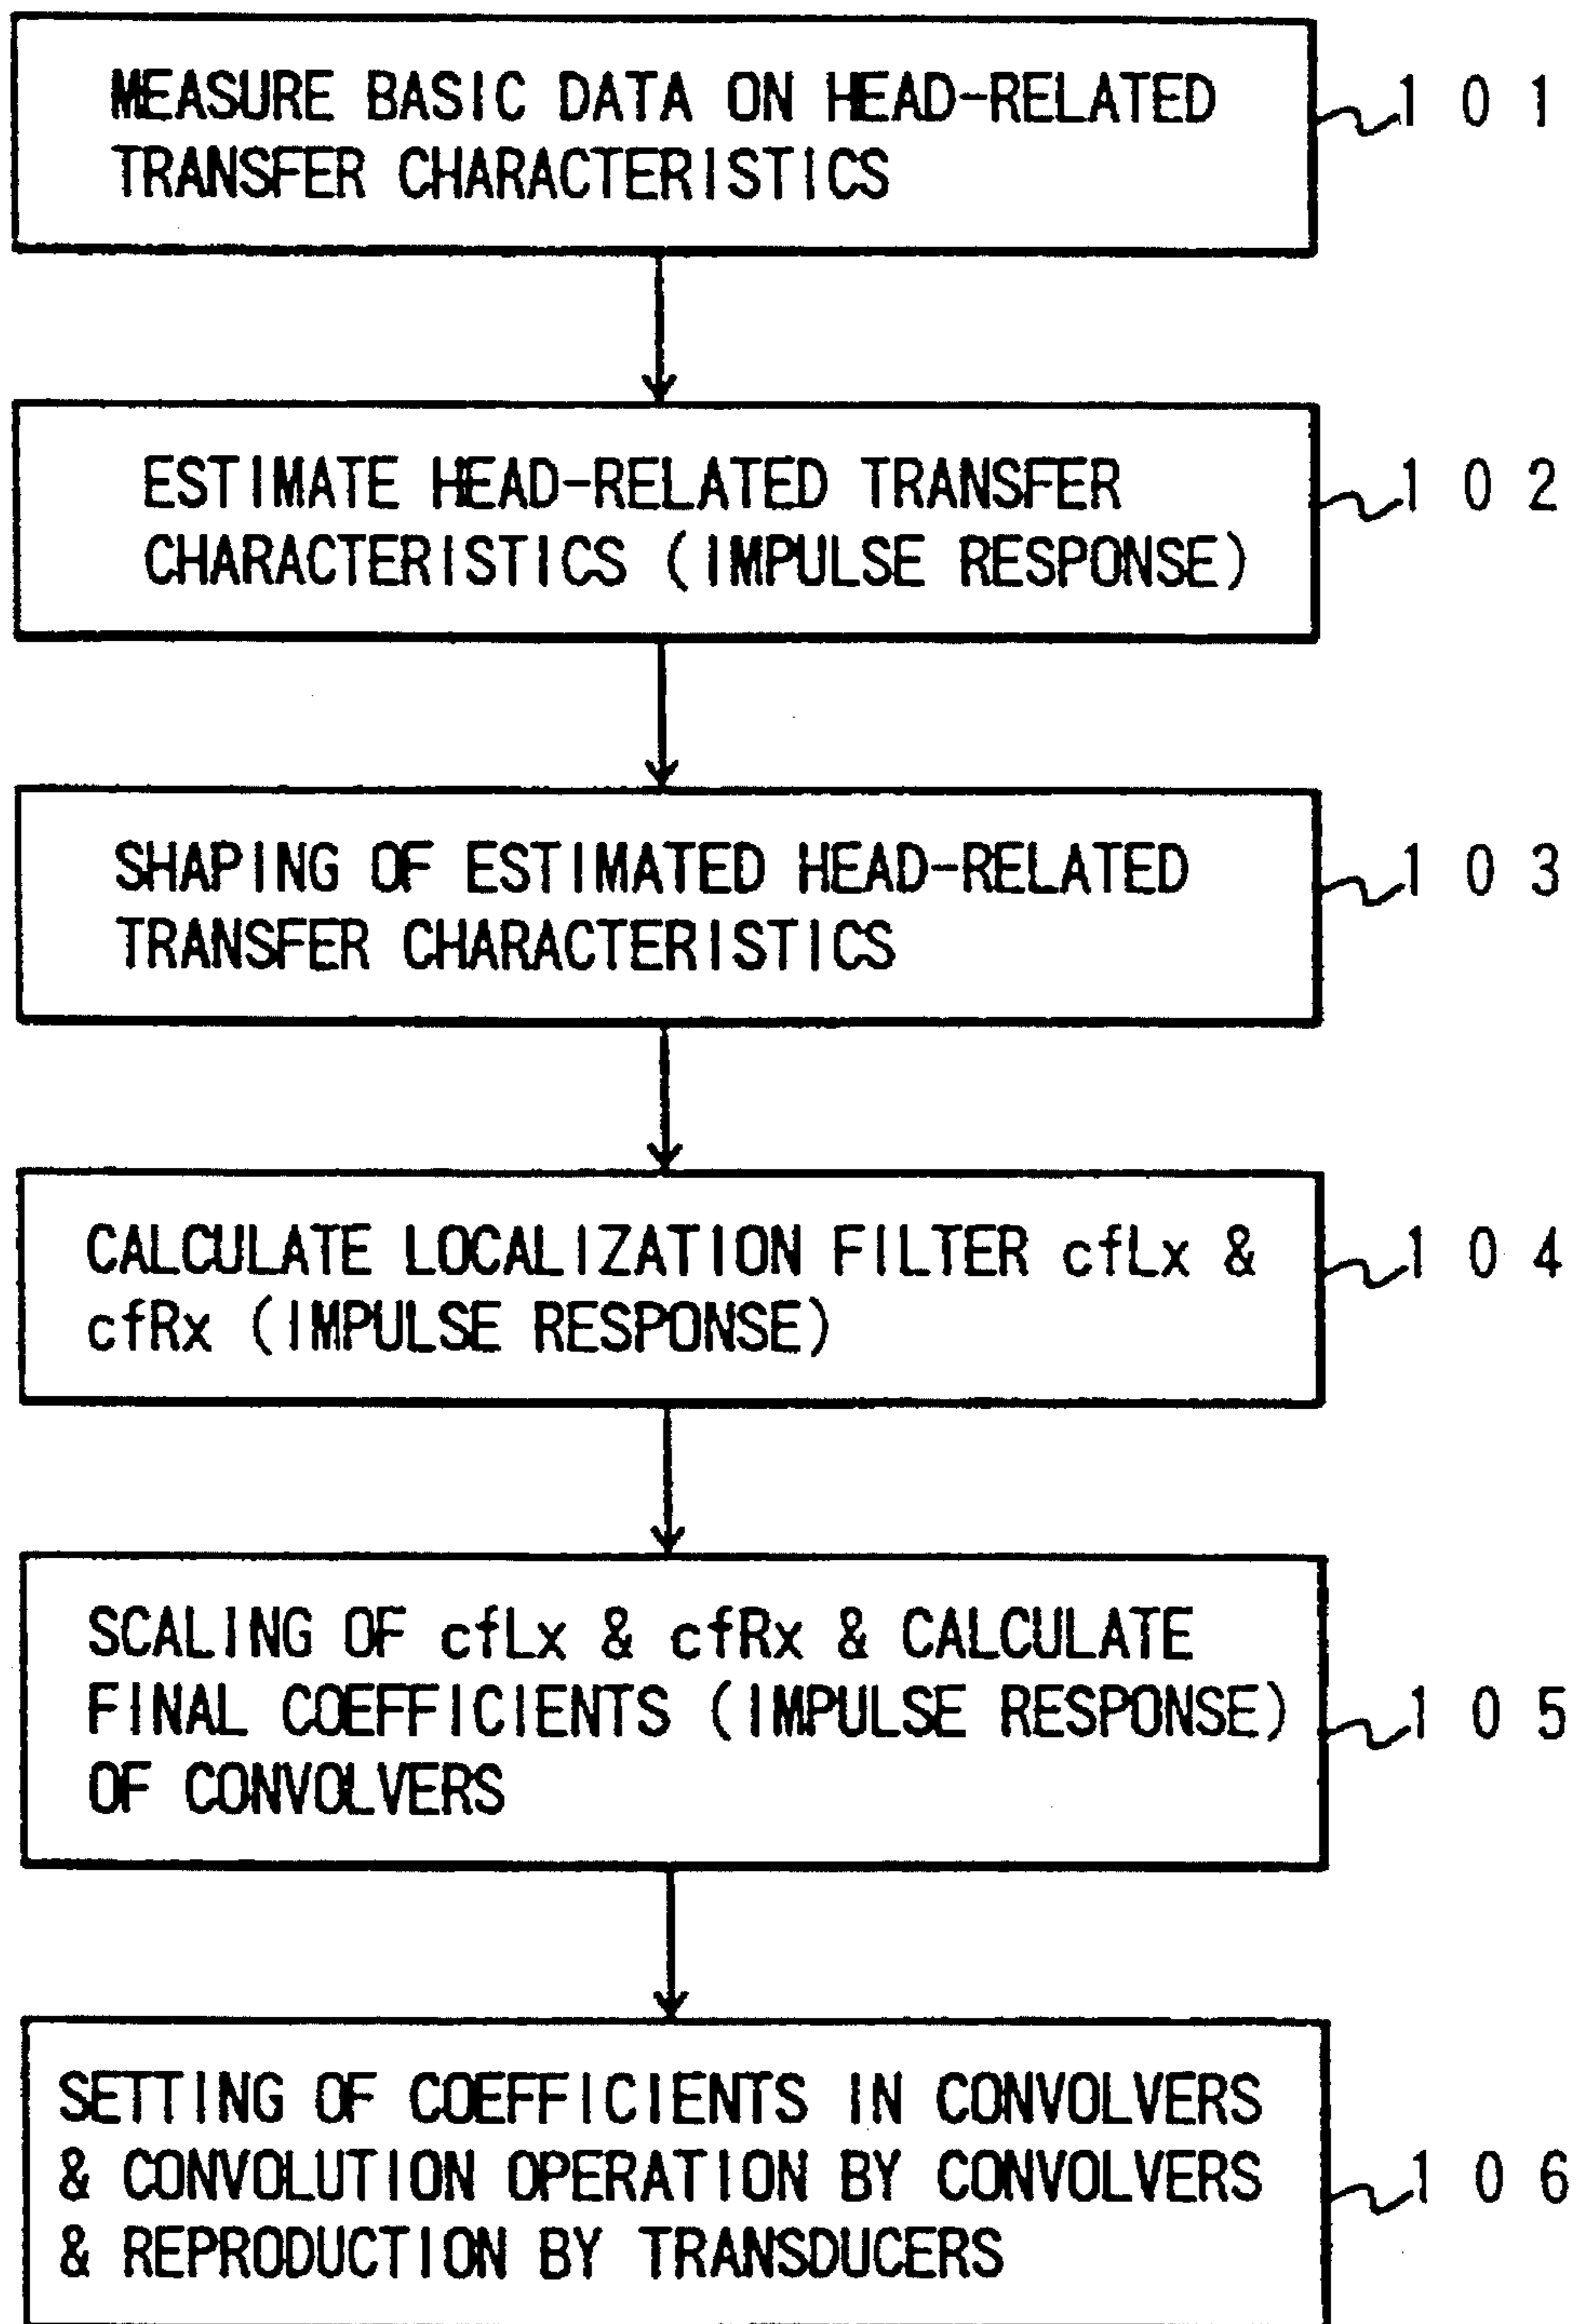 MEASURE BASIC DATA ON HEAD-RELATED
TRANSFER CHARACTERISTICS
101
ESTIMATE HEAD-RELATED TRANSFER
CHARACTERISTICS (IMPULSE RESPONSE)
102
SHAPING OF ESTIMATED HEAD-RELATED
TRANSFER CHARACTERISTICS
103
CALCULATE LOCALIZATION FILTER cfLx &
cfRx (IMPULSE RESPONSE)
104
SCALING OF cfLx & cfRx & CALCULATE
FINAL COEFFICIENTS (IMPULSE RESPONSE)
OF CONVOLVERS
105
SETTING OF COEFFICIENTS IN CONVOLVERS
& CONVOLUTION OPERATION BY CONVOLVERS
& REPRODUCTION BY TRANSDUCERS
106